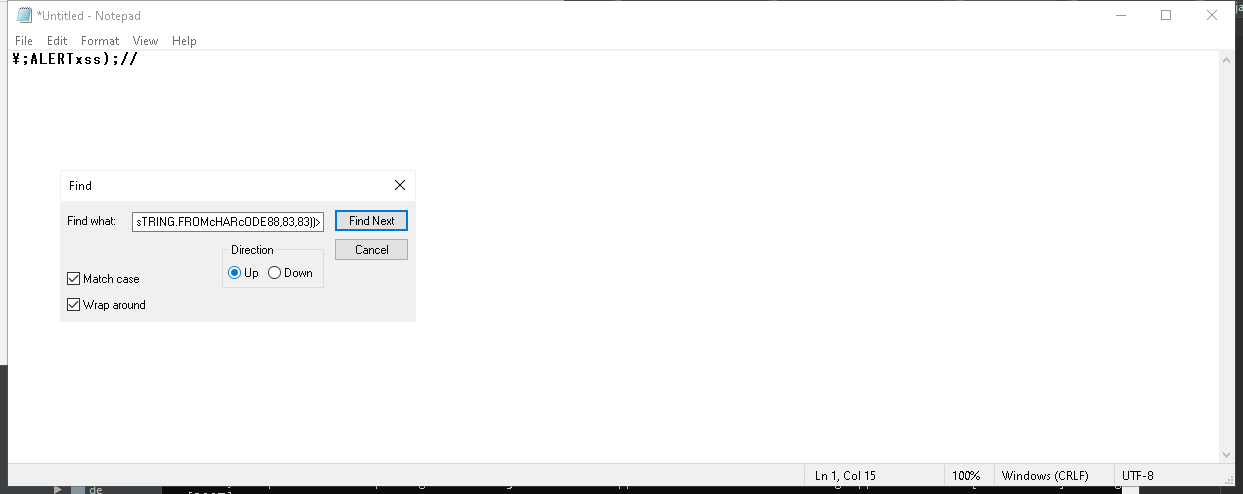 *Untitled - Notepad
File Edit Format View Help
¥;ALERTxss);//
Find
Find what: sTRING.FROMcHARcODE88,83,83))> Find Next
Direction Cancel
Up Down
Match case
Wrap around
Ln 1, Col 15 100% Windows (CRLF) UTF-8
de